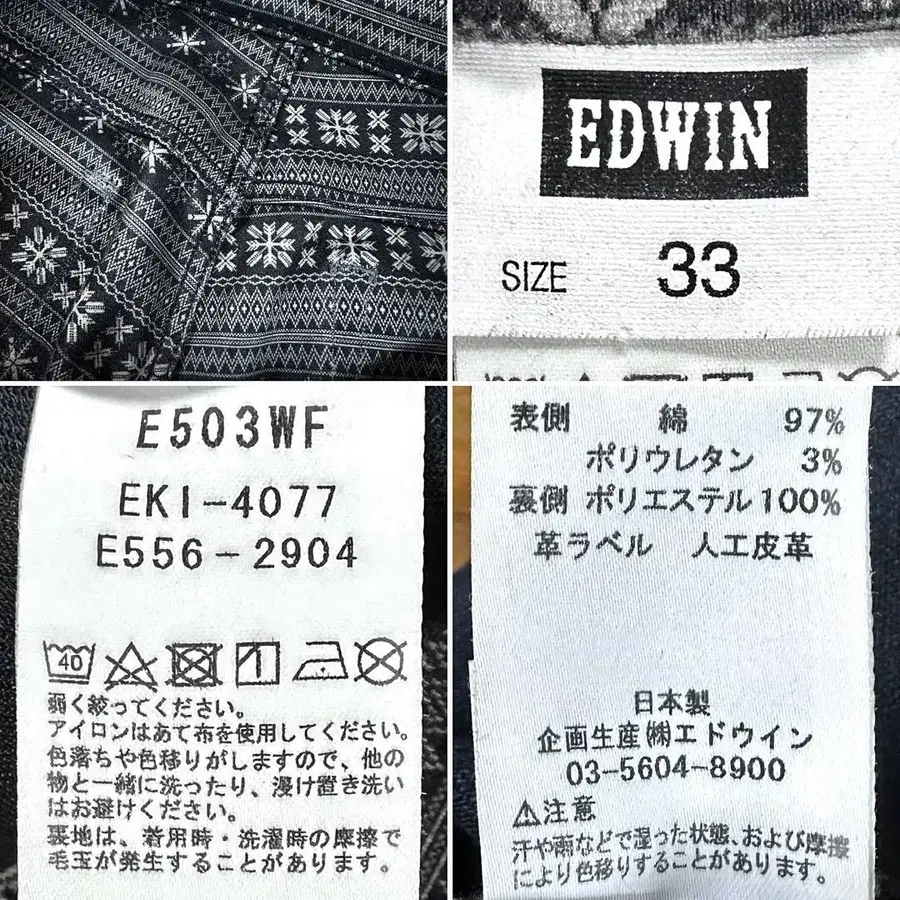 EDWIN
SIZE 33
E503WF
EKI-4077
E556-2904
40
弱く絞ってください。
アイロンはあて布を使用してください。
色落ちや色移りがしますので、他の
物と一緒に洗ったり、浸け置き洗い
はお避けください。
裏地は、着用時・洗濯時の摩擦で
毛玉が発生することがあります。
表側 綿 97%
ポリウレタン 3%
裏側 ポリエステル 100%
革ラベル 人工皮革
日本製
企画生産㈱エドウイン
03-5604-8900
⚠注意
汗や雨などで湿った状態、および摩擦
により色移りすることがあります。